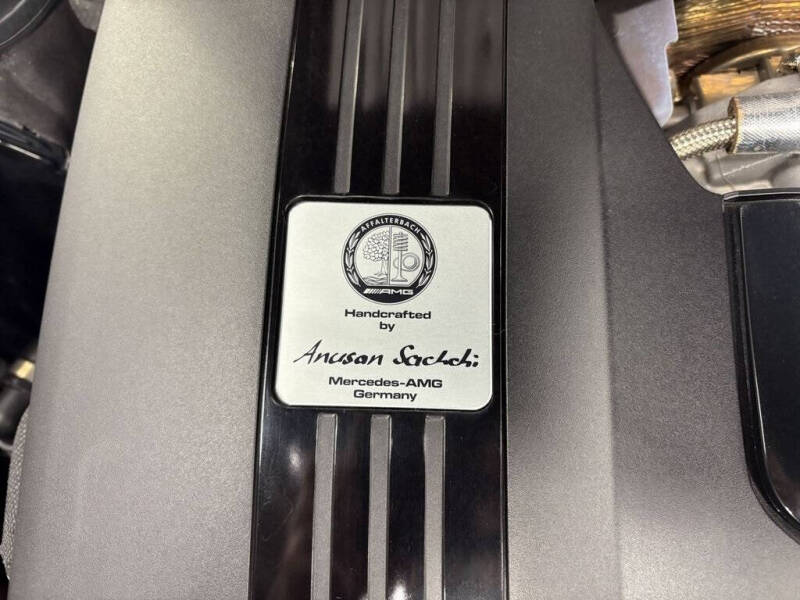 AFFALTERBACH
AMG
Handcrafted
by
Anusan Sachchi
Mercedes-AMG
Germany